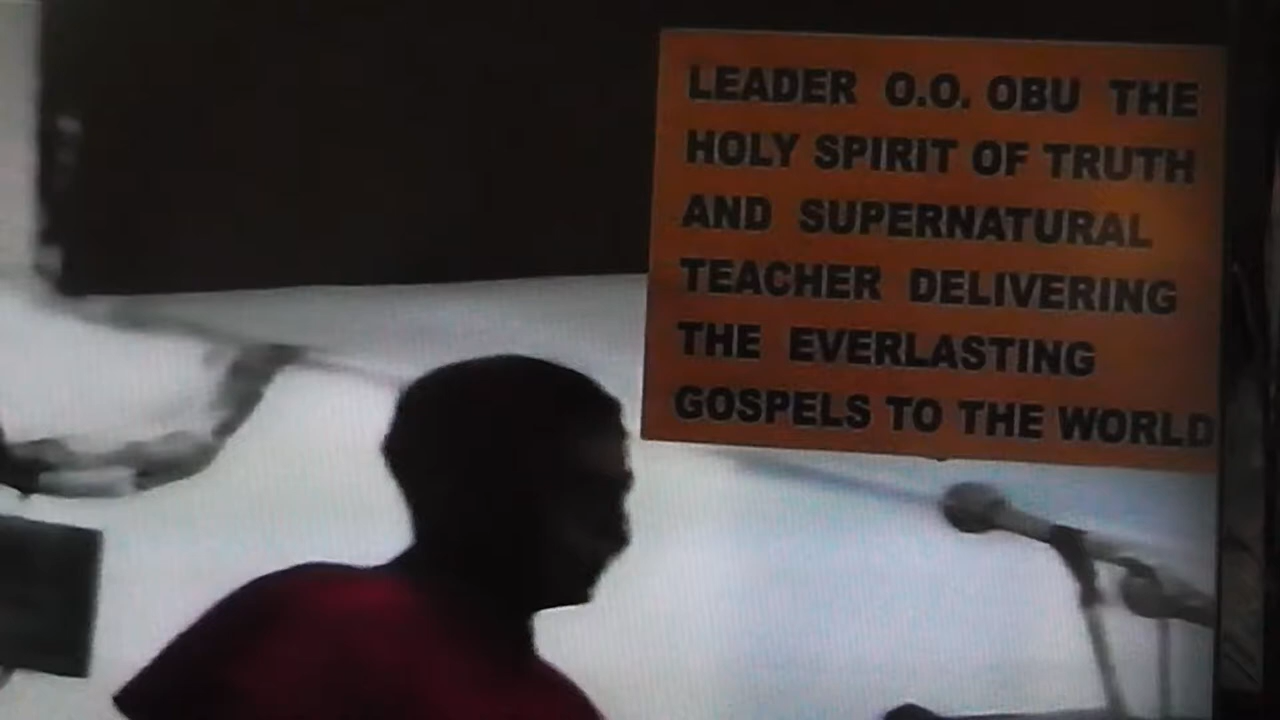 LEADER O.O. OBU THE
HOLY SPIRIT OF TRUTH
AND SUPERNATURAL
TEACHER DELIVERING
THE EVERLASTING
GOSPELS TO THE WORLD